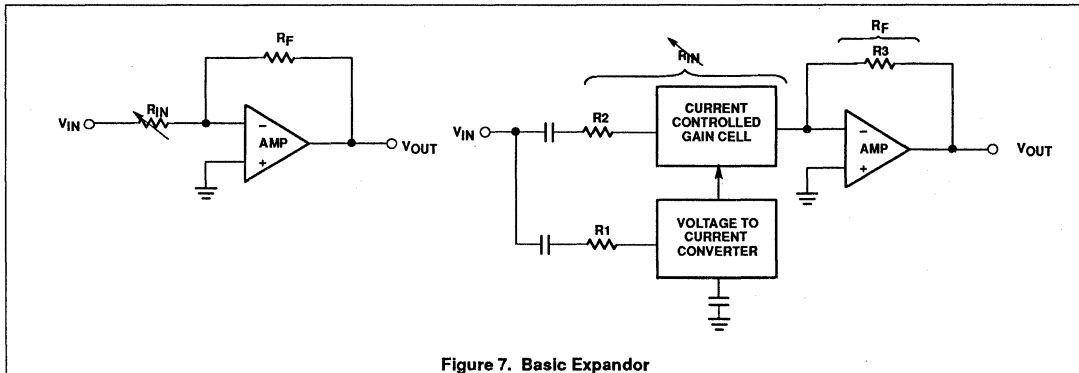 RF
VIN
RIN
−
AMP
+
VOUT
RIN
VIN
R2
CURRENT
CONTROLLED
GAIN CELL
R1
VOLTAGE TO
CURRENT
CONVERTER
RF
R3
−
AMP
+
VOUT
Figure 7. Basic Expandor